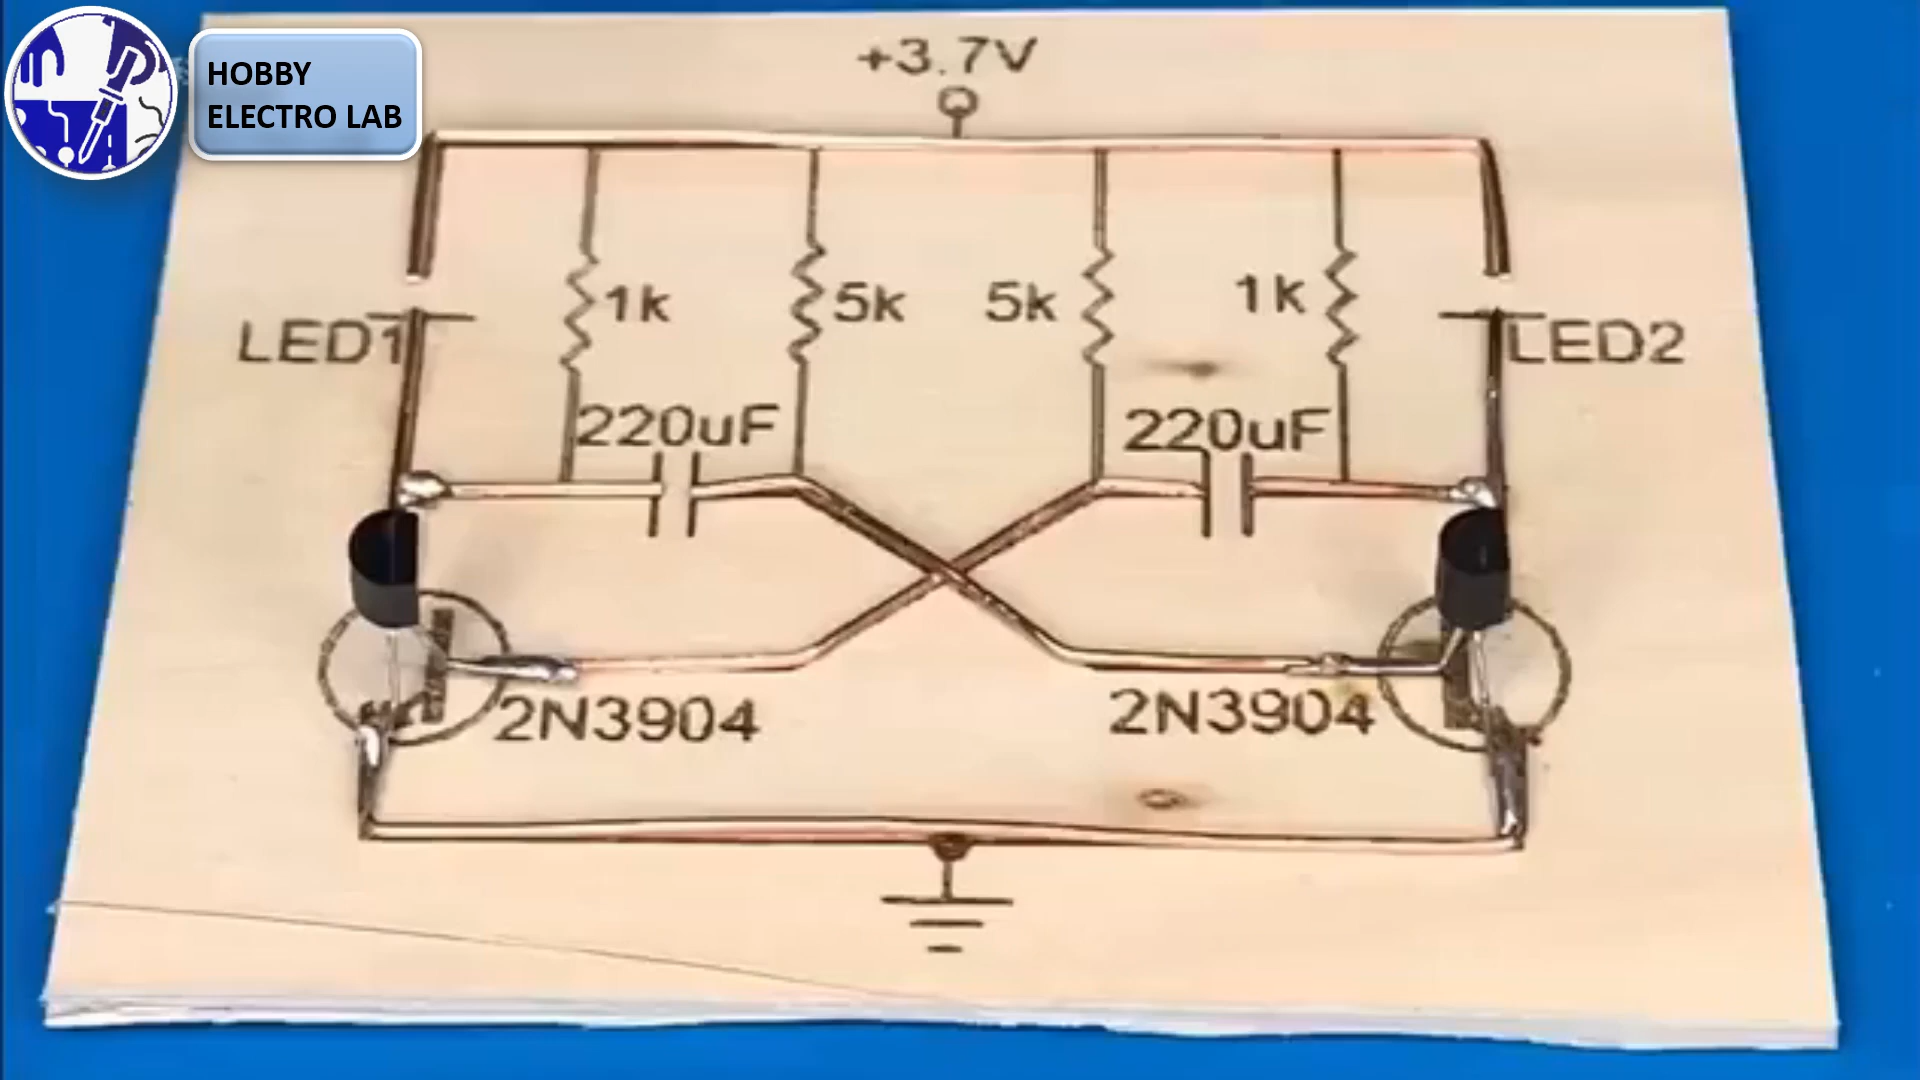 HOBBY
ELECTRO LAB
+3.7V
1k
5k
5k
1k
LED1
LED2
220uF
220uF
2N3904
2N3904